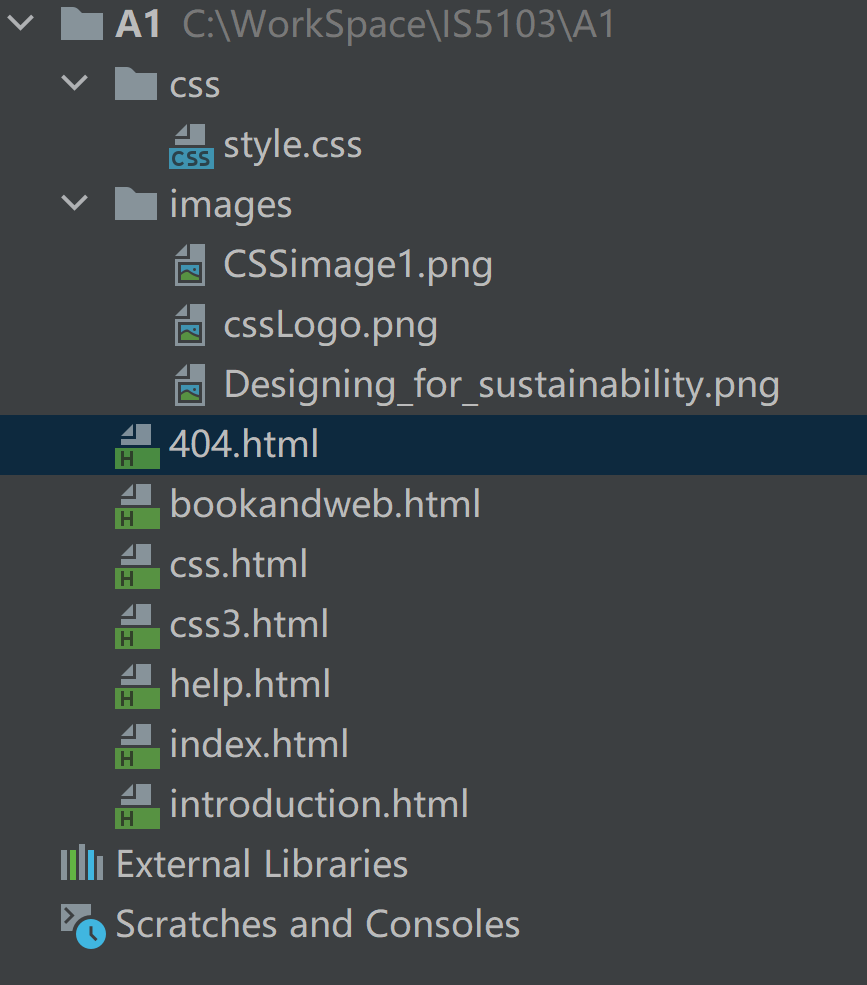 A1 C:\WorkSpace\IS5103\A1
css
CSS style.css
images
CSSimage1.png
cssLogo.png
Designing_for_sustainability.png
H 404.html
H bookandweb.html
H css.html
H css3.html
H help.html
H index.html
H introduction.html
External Libraries
Scratches and Consoles